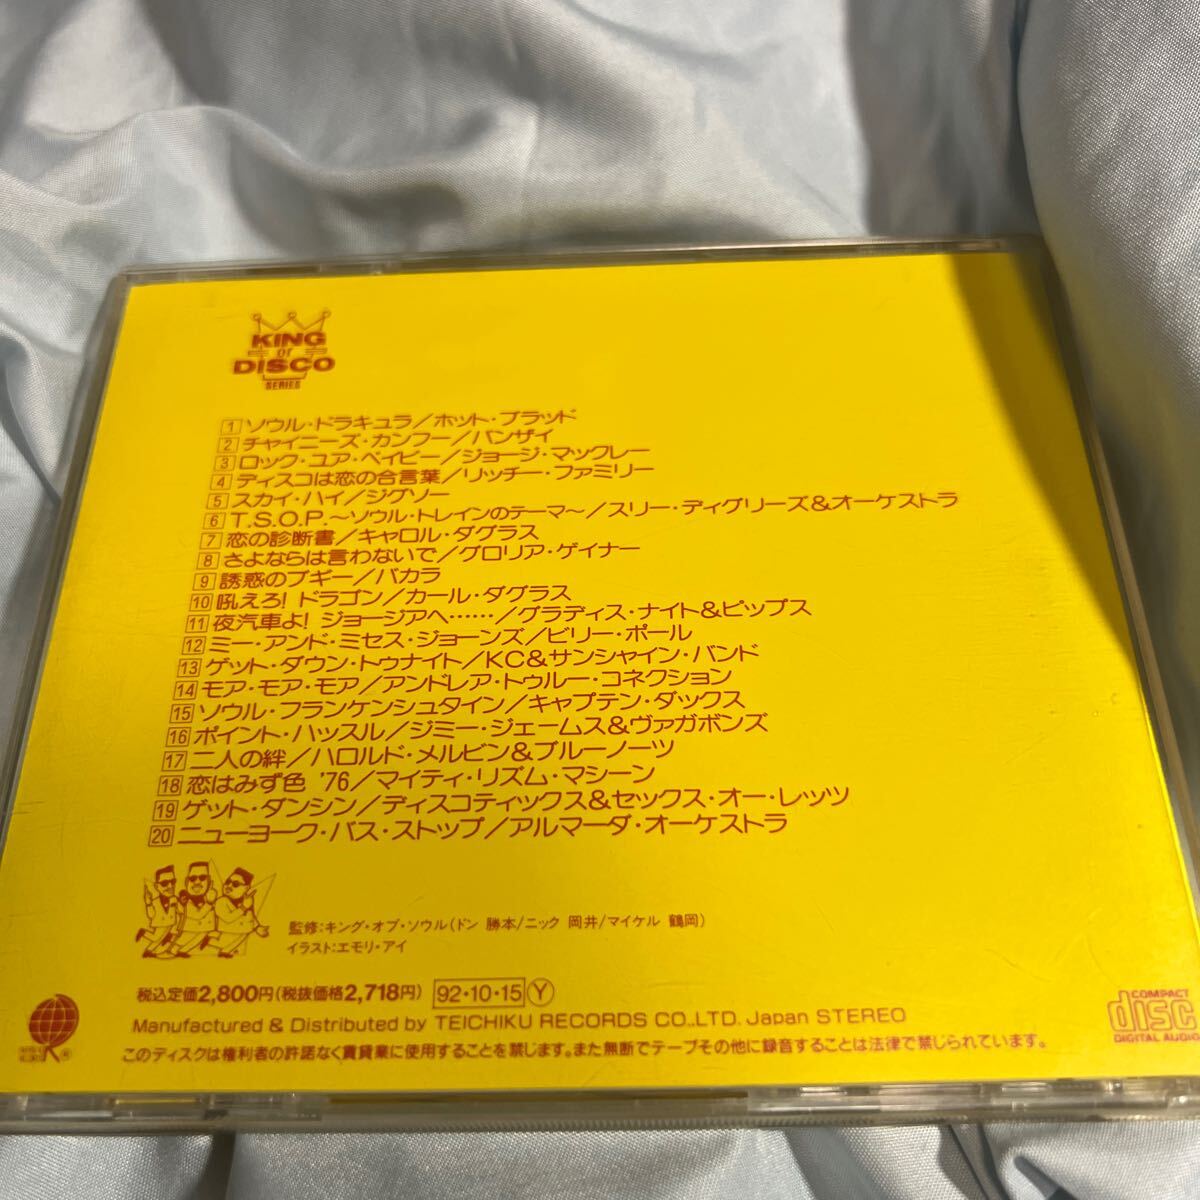 KING
OF
DISCO
SERIES
1 ソウル・ドラキュラ／ホット・ブラッド
2 チャイニーズ・カンフー／バンザイ
3 ロック・ユア・ベイビー／ジョージ・マックレー
4 ディスコは恋の合言葉／リッチー・ファミリー
5 スカイ・ハイ／ジグソー
6 T.S.O.P.〜ソウル・トレインのテーマ〜／スリー・ディグリーズ&オーケストラ
7 恋の診断書／キャロル・ダグラス
8 さよならは言わないで／グロリア・ゲイナー
9 誘惑のブギー／バカラ
10 吼えろ! ドラゴン／カール・ダグラス
11 夜汽車よ! ジョージアへ……／グラディス・ナイト&ピップス
12 ミー・アンド・ミセス・ジョーンズ／ビリー・ポール
13 ゲット・ダウン・トゥナイト／KC&サンシャイン・バンド
14 モア・モア・モア／アンドレア・トゥルー・コネクション
15 ソウル・フランケンシュタイン／キャプテン・ダックス
16 ポイント・ハッスル／ジミー・ジェームス&ヴァガボンズ
17 二人の絆／ハロルド・メルビン&ブルーノーツ
18 恋はみず色 '76／マイティ・リズム・マシーン
19 ゲット・ダンシン／ディスコティックス&セックス・オー・レッツ
20 ニューヨーク・バス・ストップ／アルマーダ・オーケストラ
監修:キング・オブ・ソウル(ドン 勝本/ニック 岡井/マイケル 鶴岡)
イラスト:エモリ・アイ
税込定価2,800円(税抜価格2,718円) 92・10・15 Y
Manufactured & Distributed by TEICHIKU RECORDS CO.,LTD. Japan STEREO
このディスクは権利者の許諾なく賃貸業に使用することを禁じます。また無断でテープその他に録音することは法律で禁じられています。
COMPACT
disc
DIGITAL AUDIO